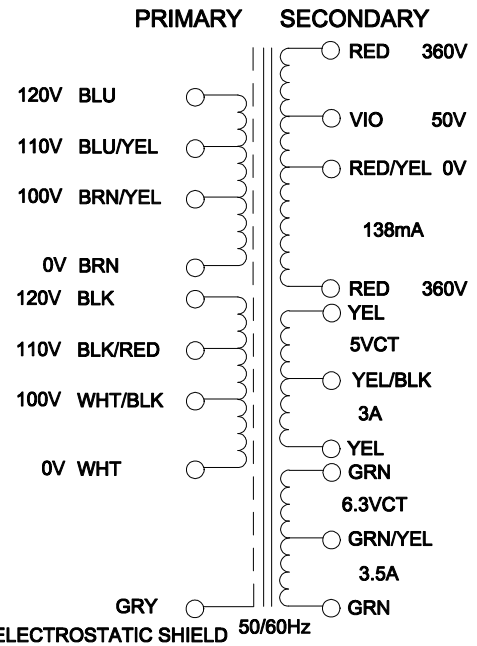 PRIMARY SECONDARY
RED 360V
120V BLU
VIO 50V
110V BLU/YEL
RED/YEL 0V
100V BRN/YEL
138mA
0V BRN
RED 360V
120V BLK
YEL
110V BLK/RED
5VCT
YEL/BLK
100V WHT/BLK
3A
YEL
0V WHT
GRN
6.3VCT
GRN/YEL
3.5A
GRY
GRN
ELECTROSTATIC SHIELD 50/60Hz